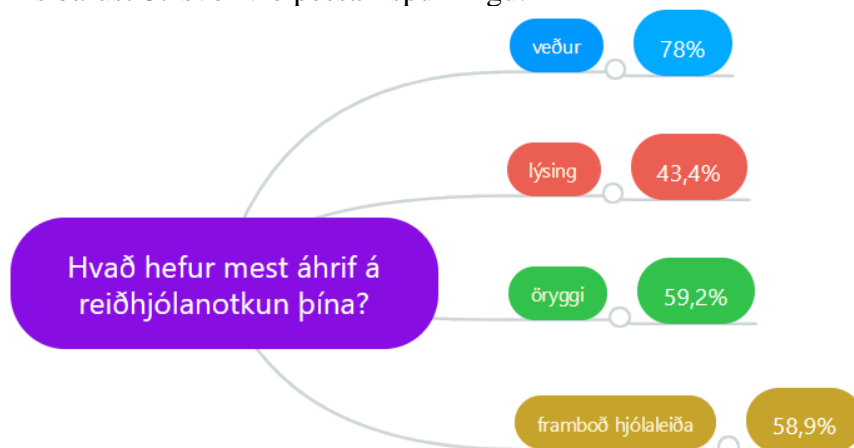 veður
78%
lýsing
43,4%
Hvað hefur mest áhrif á
reiðhjólanotkun þína?
öryggi
59,2%
framboð hjólaleiða
58,9%